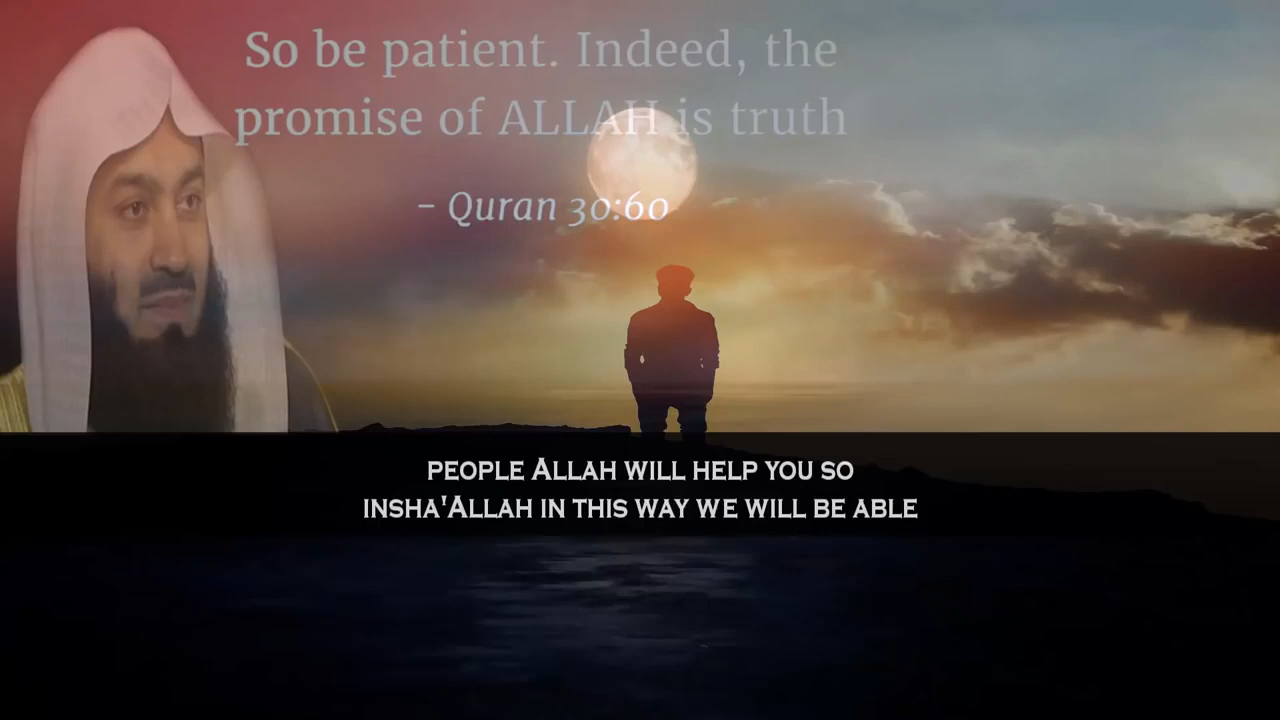 So be patient. Indeed, the
promise of ALLAH is truth
– Quran 30:60
PEOPLE ALLAH WILL HELP YOU SO
INSHA'ALLAH IN THIS WAY WE WILL BE ABLE